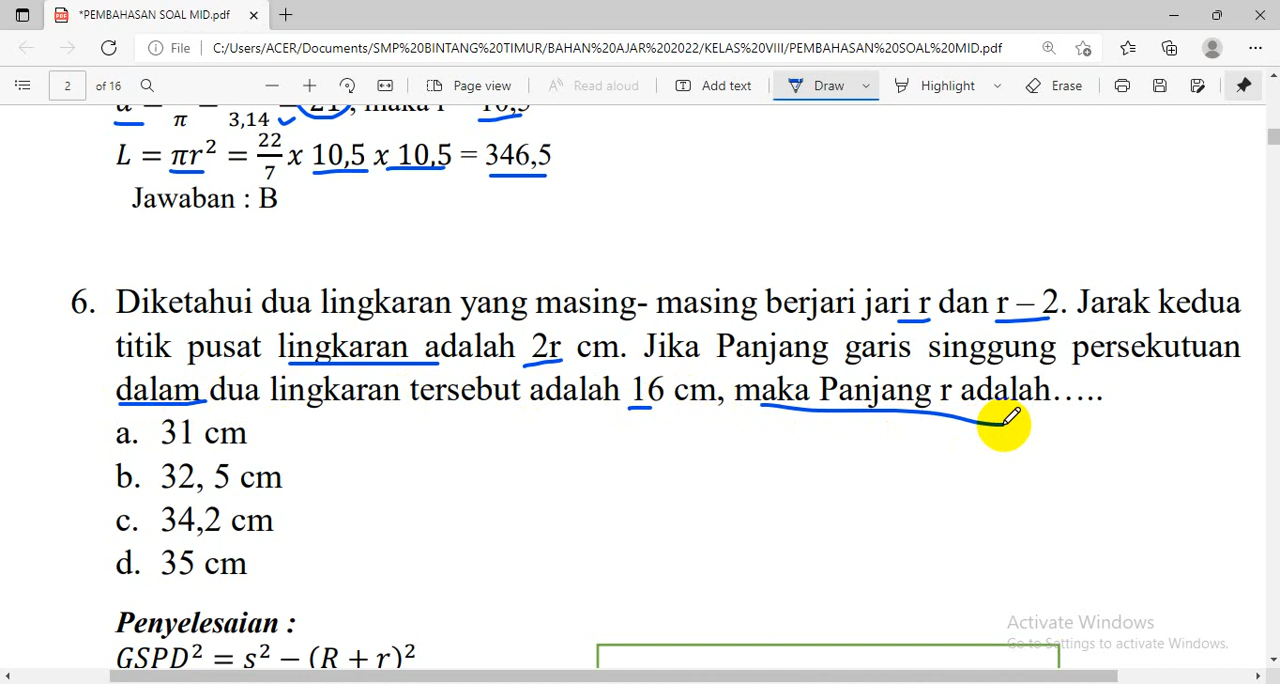 *PEMBAHASAN SOAL MID.pdf
File C:/Users/ACER/Documents/SMP%20BINTANG%20TIMUR/BAHAN%20AJAR%202022/KELAS%20VIII/PEMBAHASAN%20SOAL%20MID.pdf
2 of 16 Page view Read aloud Add text Draw Highlight Erase
π 3,14
L = πr² = 22/7 x 10,5 x 10,5 = 346,5
Jawaban : B
6. Diketahui dua lingkaran yang masing- masing berjari jari r dan r – 2. Jarak kedua
titik pusat lingkaran adalah 2r cm. Jika Panjang garis singgung persekutuan
dalam dua lingkaran tersebut adalah 16 cm, maka Panjang r adalah…..
a. 31 cm
b. 32, 5 cm
c. 34,2 cm
d. 35 cm
Penyelesaian :
GSPD² = s² − (R + r)²
Activate Windows
Go to Settings to activate Windows.